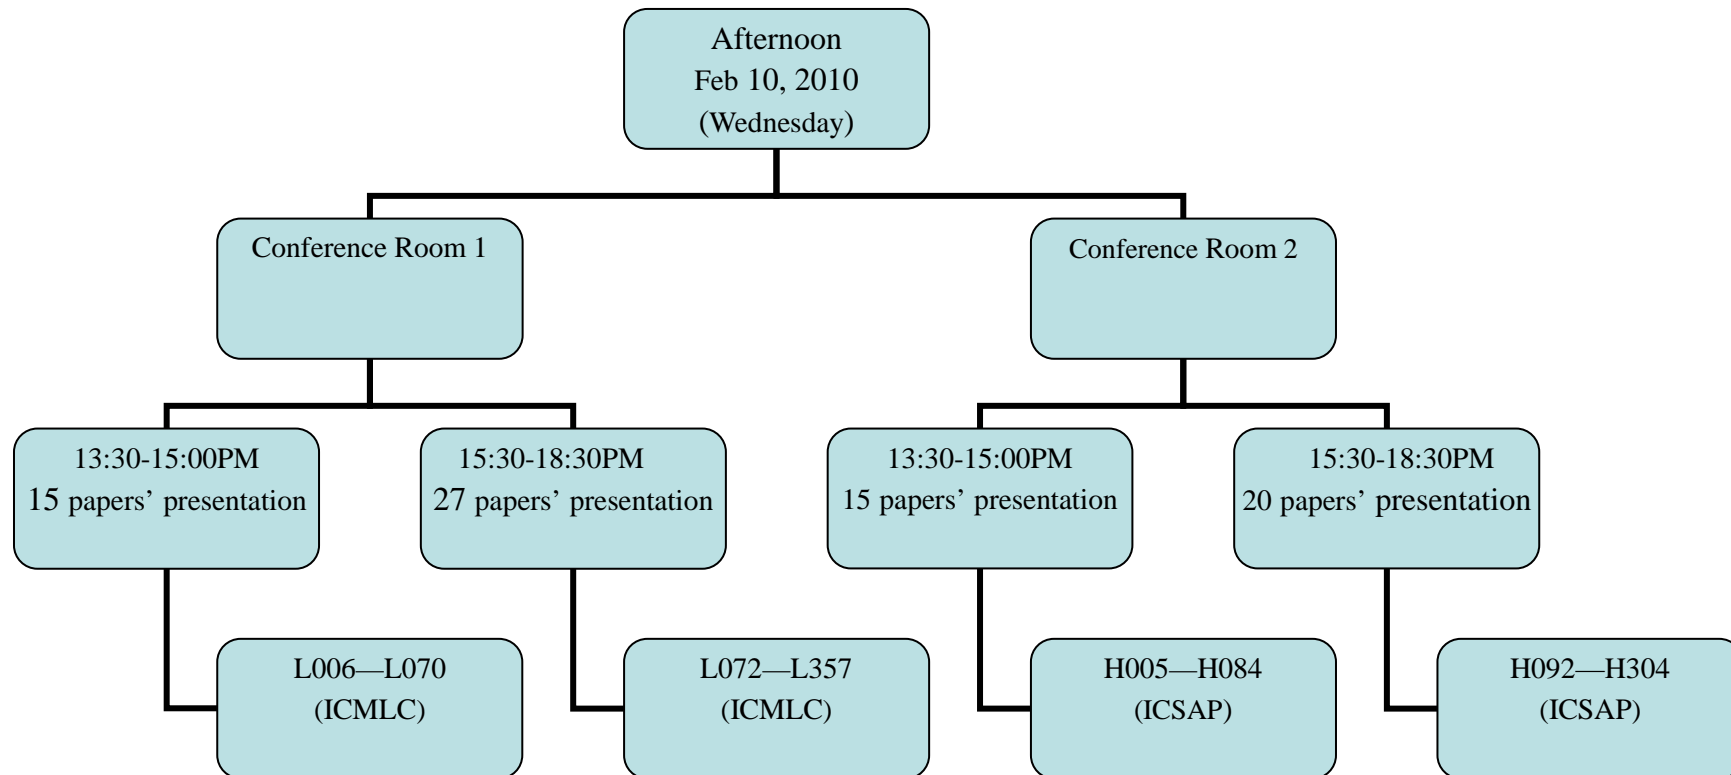 Afternoon
Feb 10, 2010
(Wednesday)
Conference Room 1
Conference Room 2
13:30-15:00PM
15 papers’ presentation
15:30-18:30PM
27 papers’ presentation
13:30-15:00PM
15 papers’ presentation
15:30-18:30PM
20 papers’ presentation
L006—L070
(ICMLC)
L072—L357
(ICMLC)
H005—H084
(ICSAP)
H092—H304
(ICSAP)